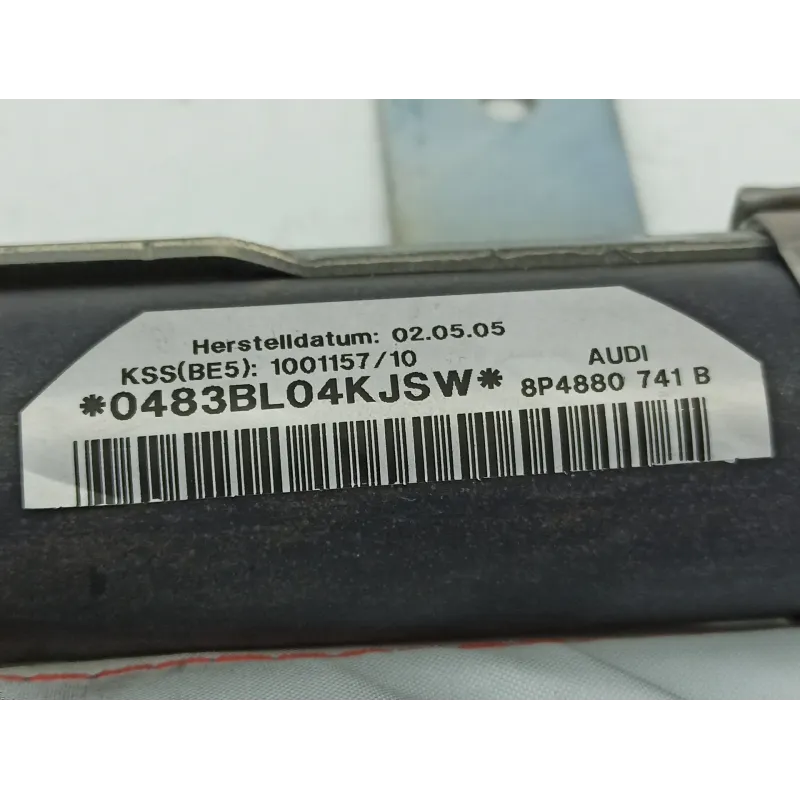 Herstelldatum: 02.05.05
KSS(BE5): 1001157/10
AUDI
*0483BL04KJSW*
8P4880 741 B